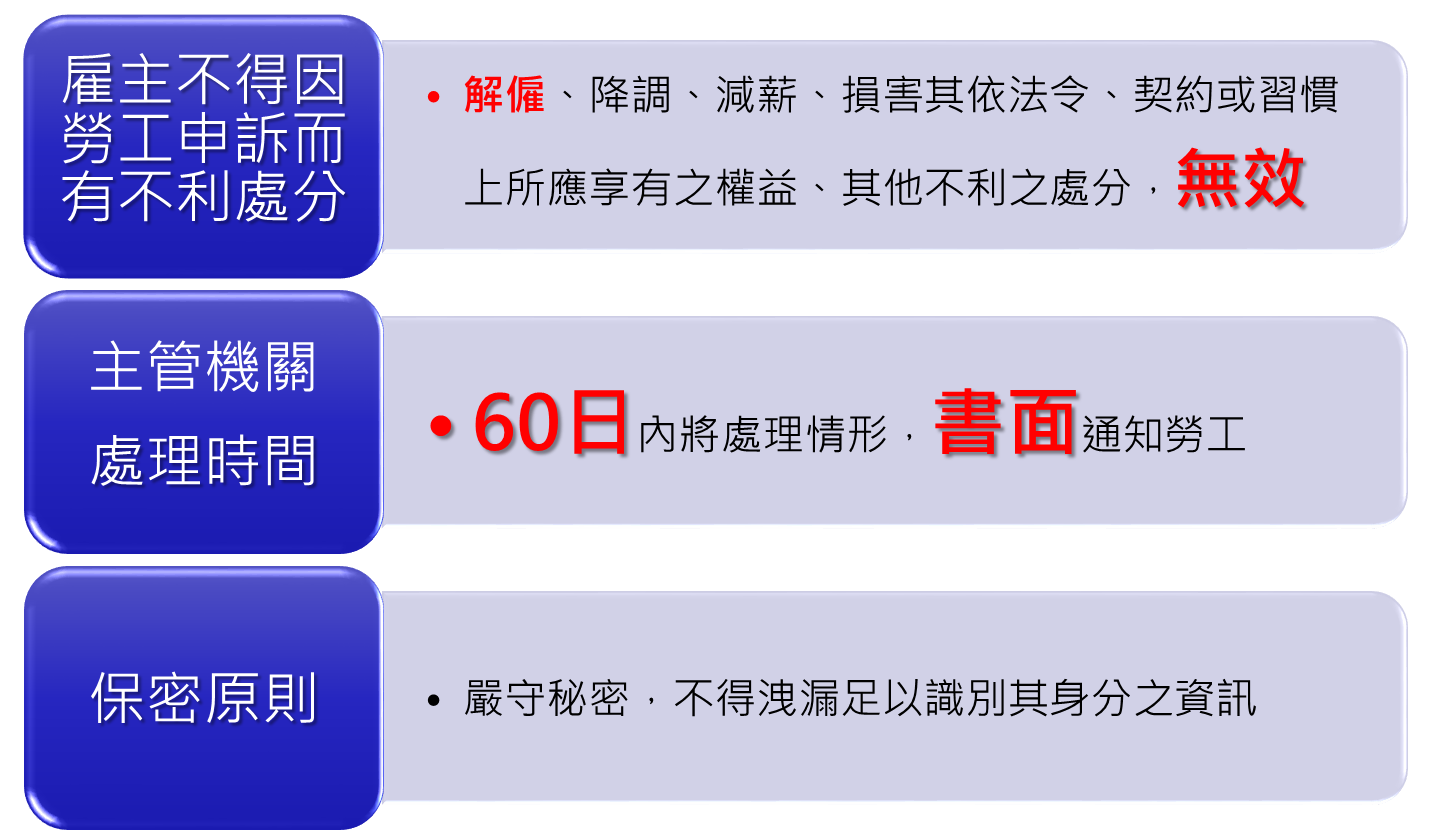 雇主不得因
勞工申訴而
有不利處分
• 解僱、降調、減薪、損害其依法令、契約或習慣
上所應享有之權益、其他不利之處分，無效
主管機關
處理時間
• 60日內將處理情形，書面通知勞工
保密原則
• 嚴守秘密，不得洩漏足以識別其身分之資訊